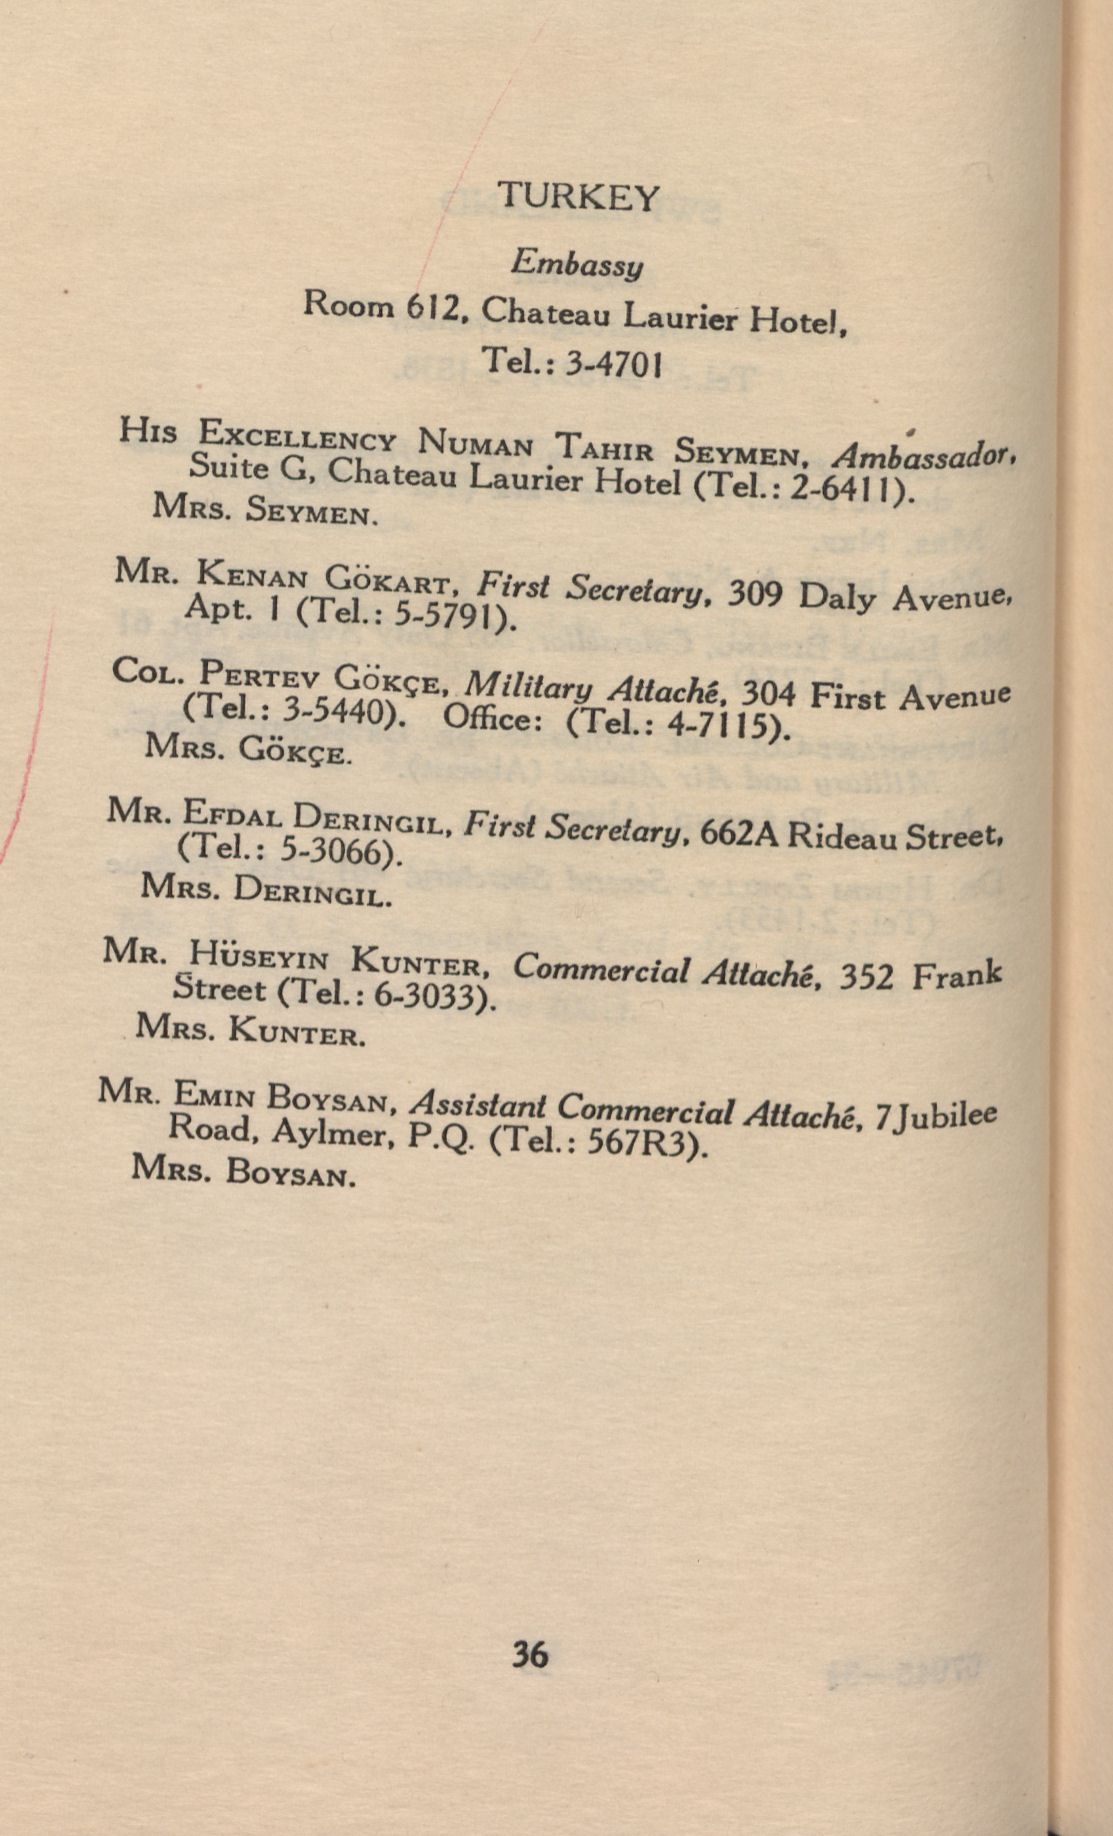 TURKEY
Embassy
Room 612, Chateau Laurier Hotel,
Tel.: 3-4701
His Excellency Numan Tahir Seymen, Ambassador,
Suite G, Chateau Laurier Hotel (Tel.: 2-6411).
Mrs. Seymen.
Mr. Kenan Gökart, First Secretary, 309 Daly Avenue,
Apt. 1 (Tel.: 5-5791).
Col. Pertev Gökçe, Military Attaché, 304 First Avenue
(Tel.: 3-5440). Office: (Tel.: 4-7115).
Mrs. Gökçe.
Mr. Efdal Deringil, First Secretary, 662A Rideau Street,
(Tel.: 5-3066).
Mrs. Deringil.
Mr. Hüseyin Kunter, Commercial Attaché, 352 Frank
Street (Tel.: 6-3033).
Mrs. Kunter.
Mr. Emin Boysan, Assistant Commercial Attaché, 7 Jubilee
Road, Aylmer, P.Q. (Tel.: 567R3).
Mrs. Boysan.
36